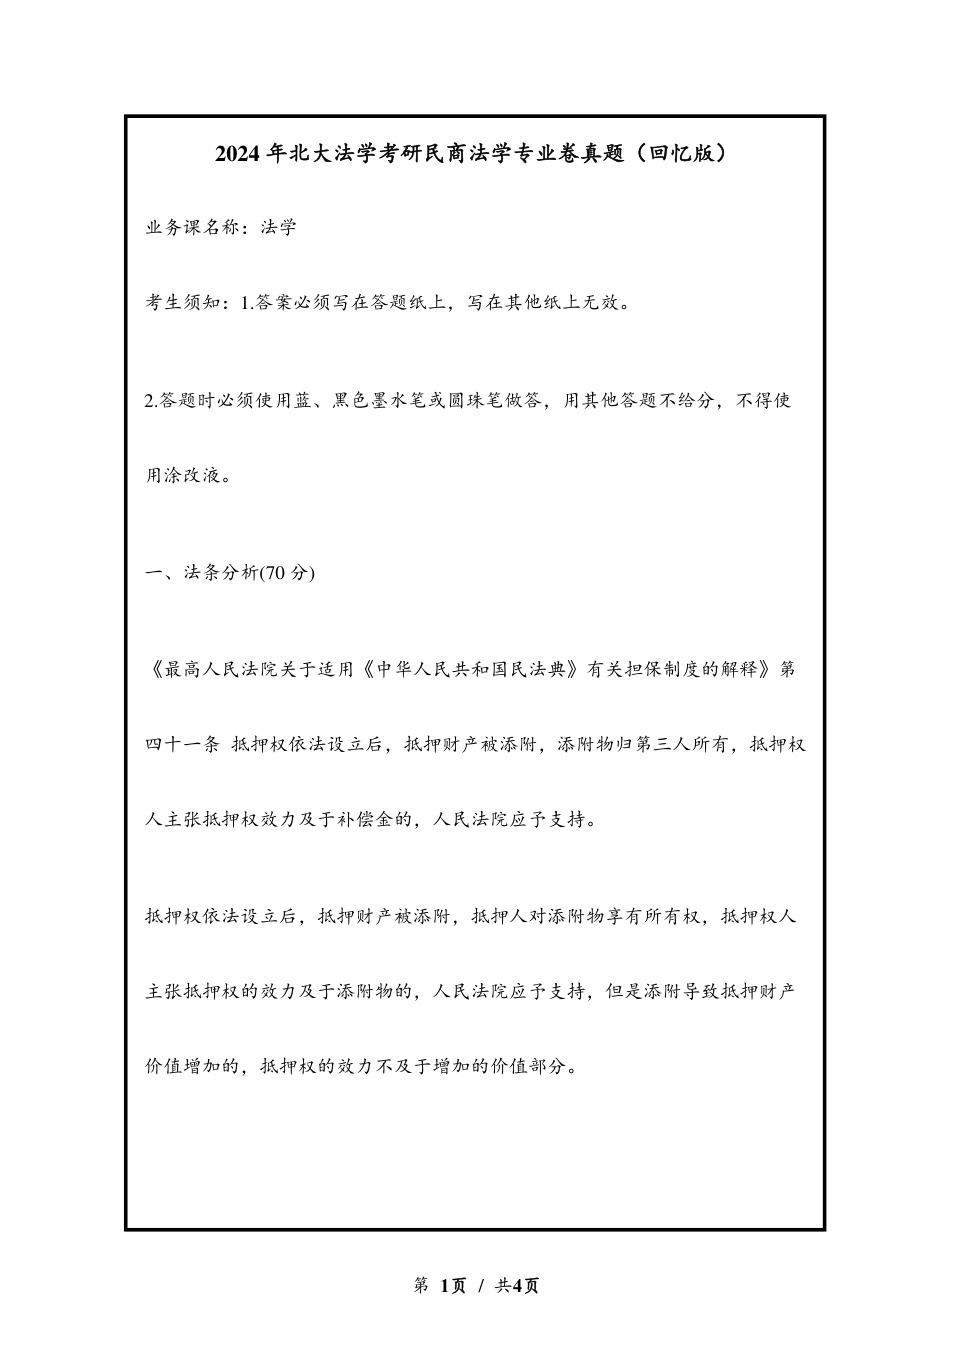 2024 年北大法学考研民商法学专业卷真题（回忆版）
业务课名称：法学
考生须知：1.答案必须写在答题纸上，写在其他纸上无效。
2.答题时必须使用蓝、黑色墨水笔或圆珠笔做答，用其他答题不给分，不得使
用涂改液。
一、法条分析(70 分)
《最高人民法院关于适用《中华人民共和国民法典》有关担保制度的解释》第
四十一条 抵押权依法设立后，抵押财产被添附，添附物归第三人所有，抵押权
人主张抵押权效力及于补偿金的，人民法院应予支持。
抵押权依法设立后，抵押财产被添附，抵押人对添附物享有所有权，抵押权人
主张抵押权的效力及于添附物的，人民法院应予支持，但是添附导致抵押财产
价值增加的，抵押权的效力不及于增加的价值部分。
第 1页 / 共4页